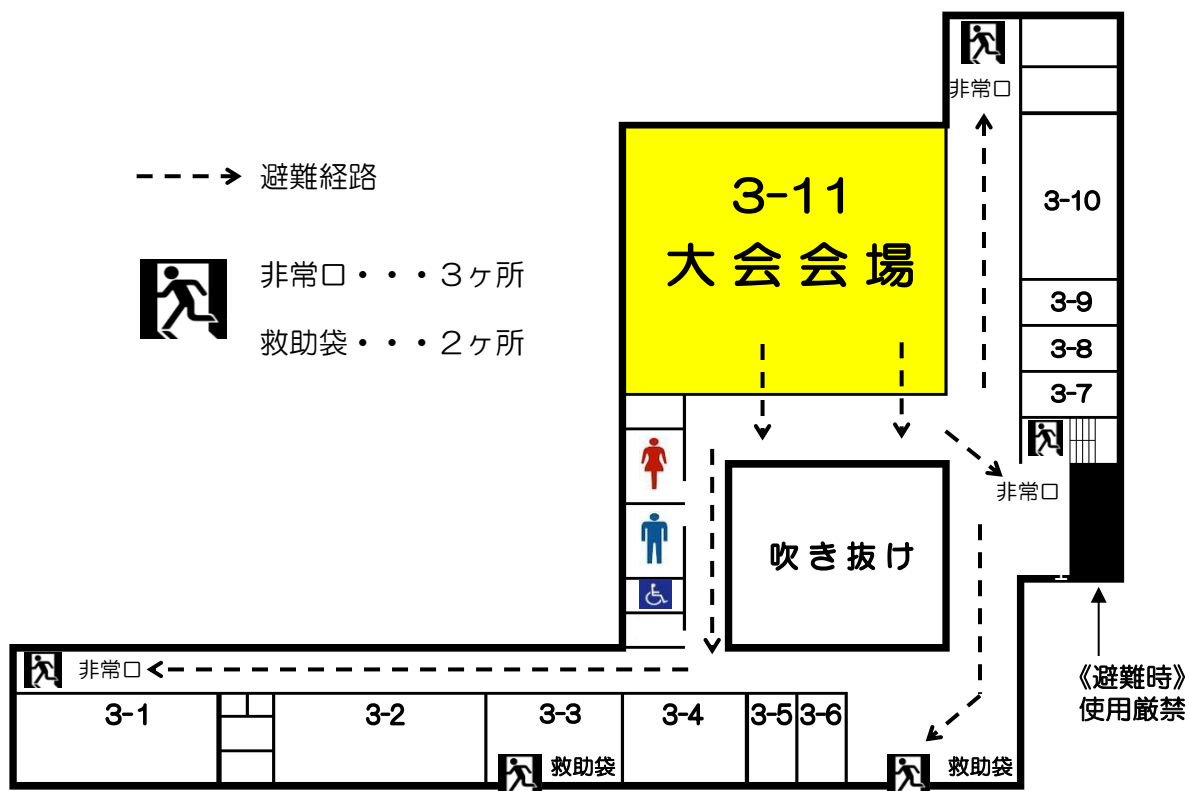 非常口
避難経路
3-11
大会会場
3-10
非常口・・・３ヶ所
救助袋・・・２ヶ所
3-9
3-8
3-7
非常口
吹き抜け
非常口
《避難時》
使用厳禁
3-1
3-2
3-3
3-4
3-5
3-6
救助袋
救助袋